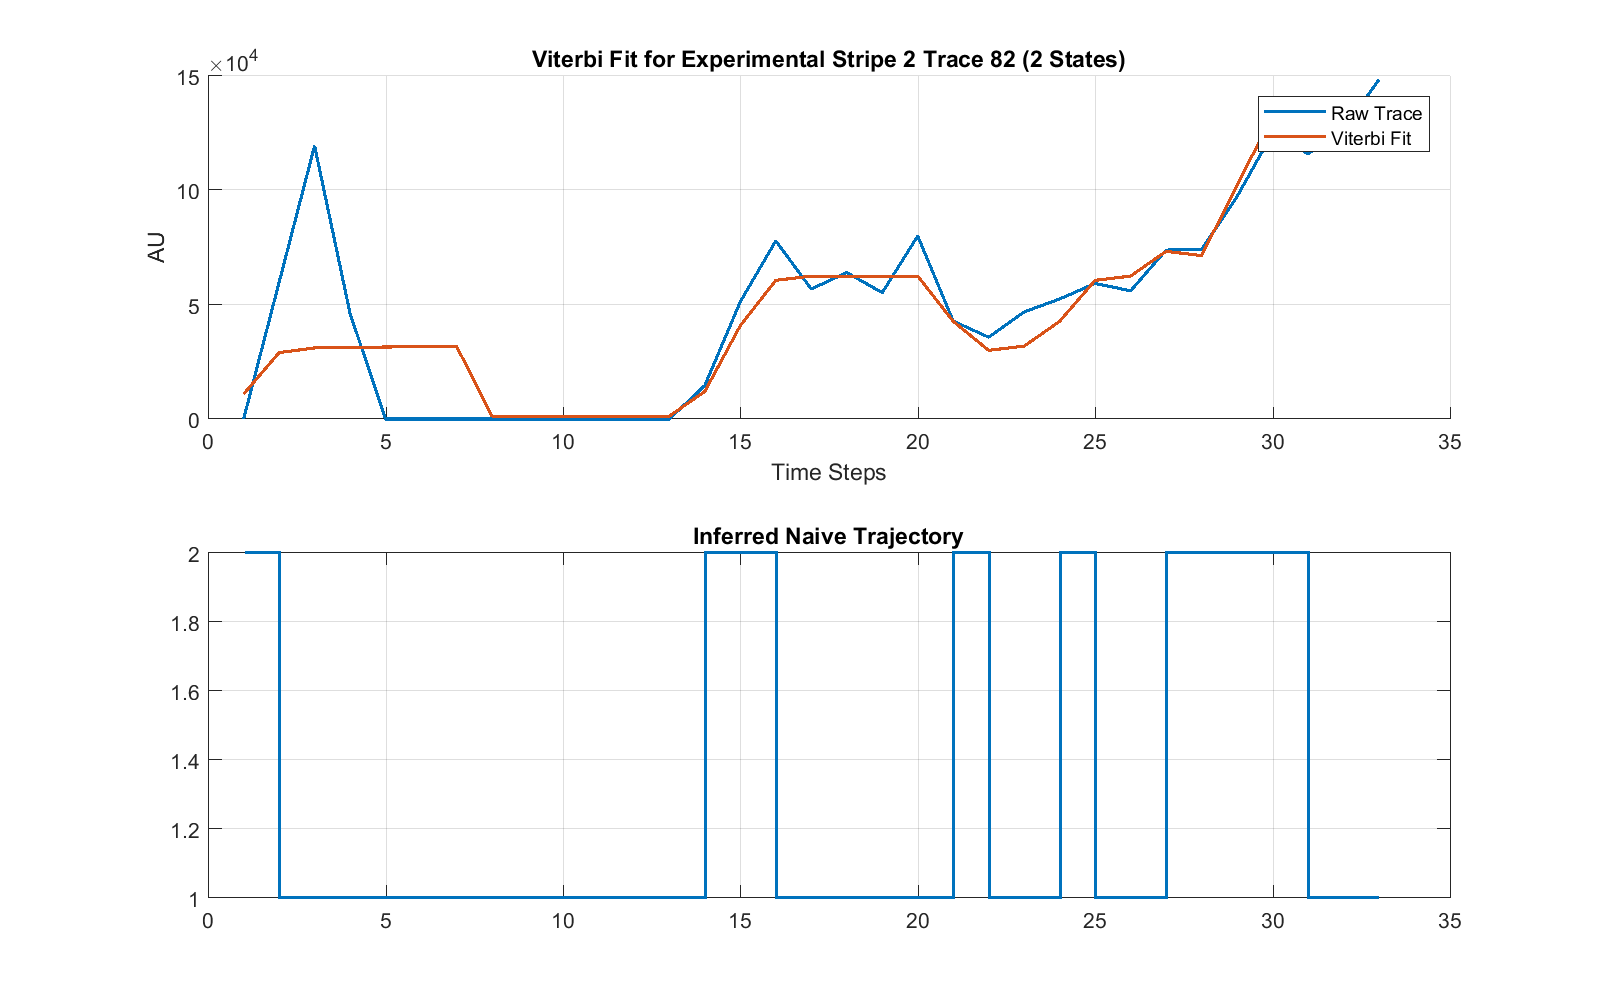 Viterbi Fit for Experimental Stripe 2 Trace 82 (2 States)
×10⁴
15
10
5
0
AU
0 5 10 15 20 25 30 35
Time Steps
Raw Trace
Viterbi Fit
Inferred Naive Trajectory
2
1.8
1.6
1.4
1.2
1
0 5 10 15 20 25 30 35